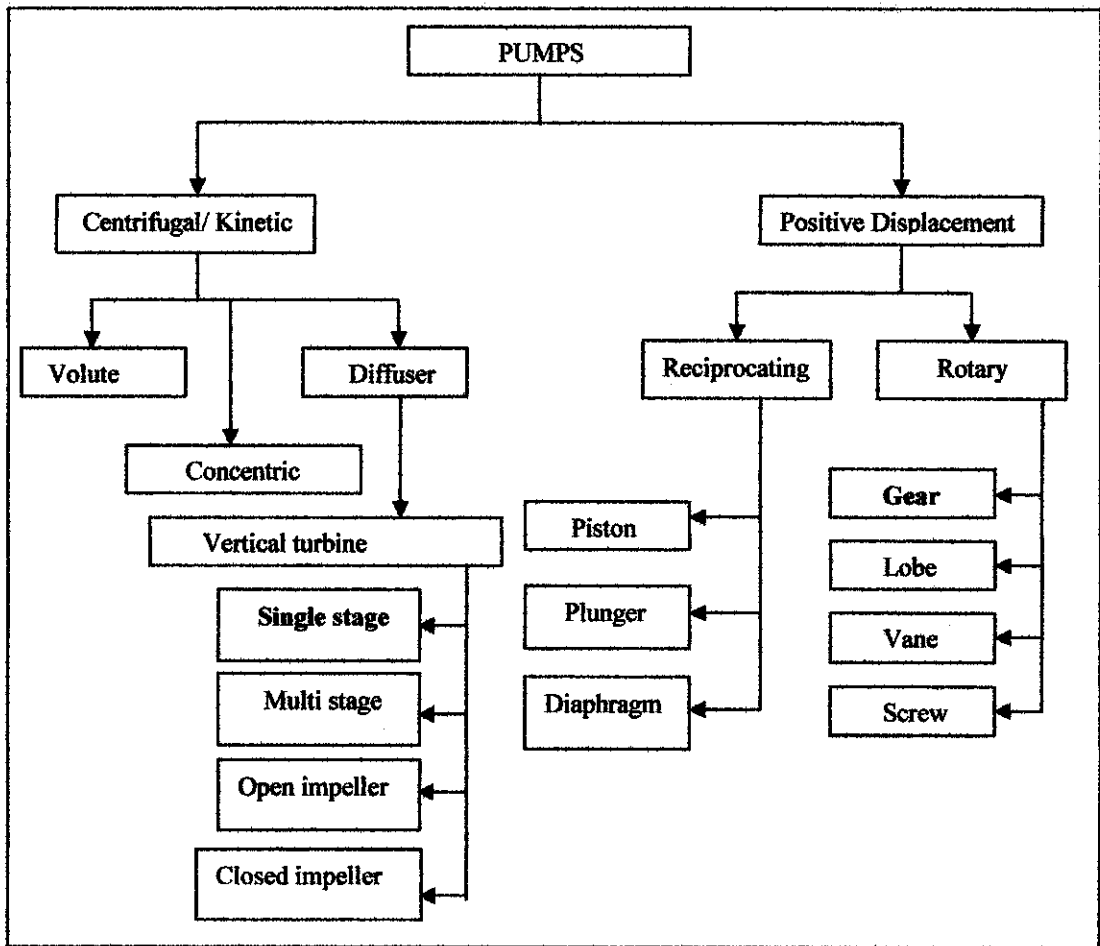 PUMPS
Centrifugal/ Kinetic
Positive Displacement
Volute
Diffuser
Reciprocating
Rotary
Concentric
Gear
Vertical turbine
Piston
Lobe
Single stage
Plunger
Vane
Multi stage
Diaphragm
Screw
Open impeller
Closed impeller